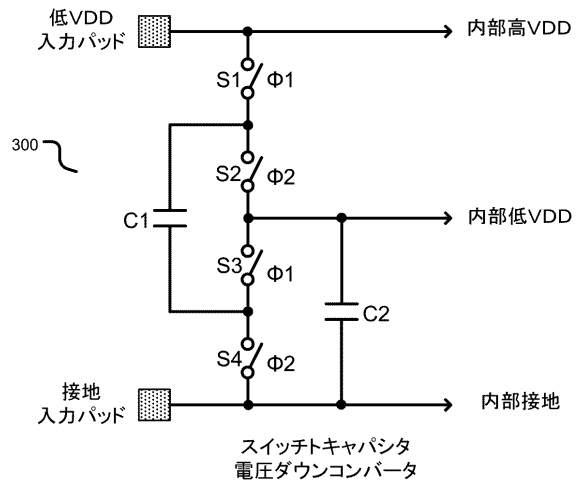 低VDD
入力パッド
内部高VDD
S1
Φ1
300
S2
Φ2
C1
内部低VDD
S3
Φ1
C2
S4
Φ2
接地
入力パッド
内部接地
スイッチトキャパシタ
電圧ダウンコンバータ